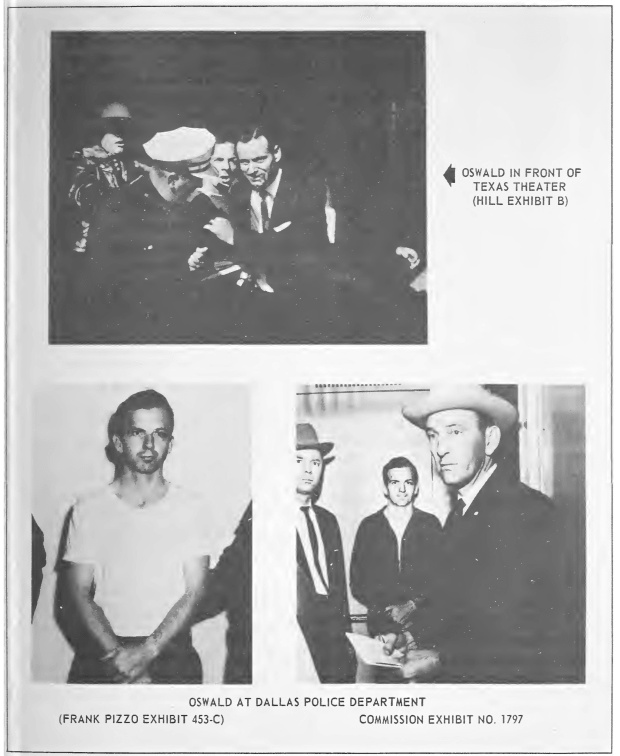 OSWALD IN FRONT OF
TEXAS THEATER
(HILL EXHIBIT B)
OSWALD AT DALLAS POLICE DEPARTMENT
(FRANK PIZZO EXHIBIT 453-C)
COMMISSION EXHIBIT NO. 1797